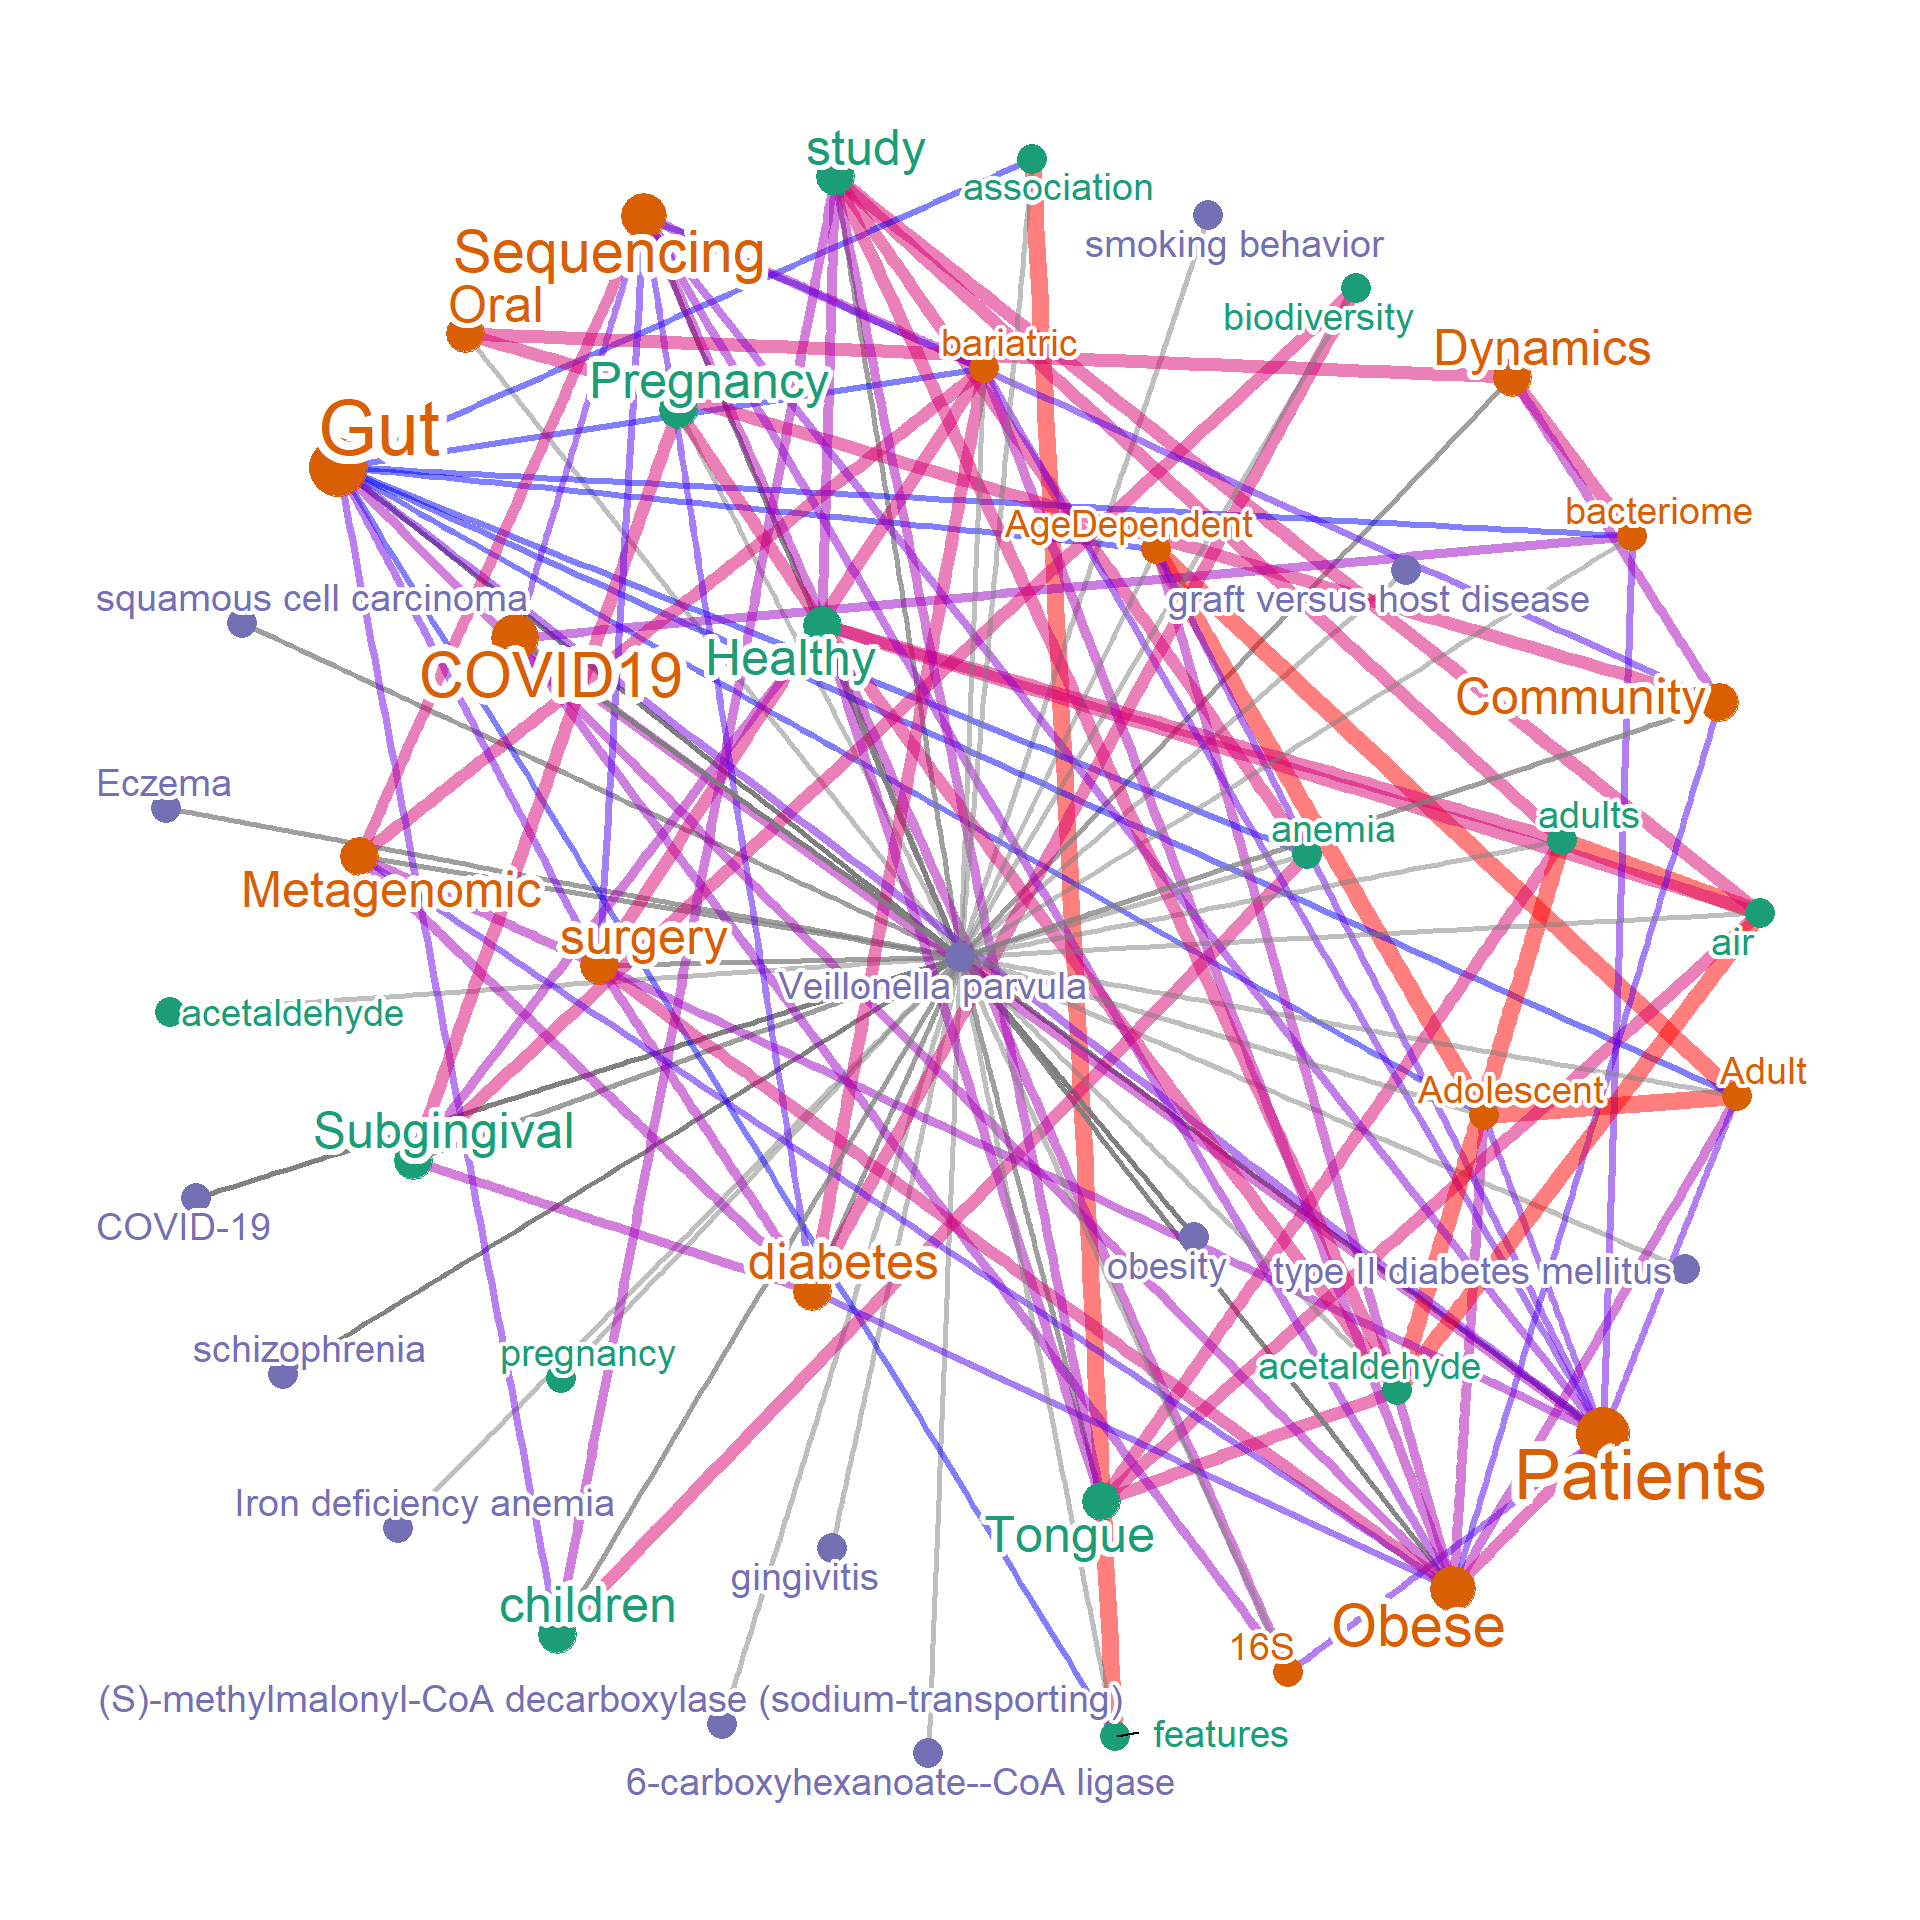 study
association
smoking behavior
Sequencing
Oral
biodiversity
bariatric
Dynamics
Pregnancy
Gut
bacteriome
AgeDependent
squamous cell carcinoma
graft versus host disease
COVID19
Healthy
Community
Eczema
adults
anemia
Metagenomic
surgery
air
Veillonella parvula
acetaldehyde
Adult
Adolescent
Subgingival
COVID-19
diabetes
obesity
type II diabetes mellitus
schizophrenia
pregnancy
acetaldehyde
Patients
Iron deficiency anemia
Tongue
gingivitis
children
Obese
16S
(S)-methylmalonyl-CoA decarboxylase (sodium-transporting)
features
6-carboxyhexanoate--CoA ligase